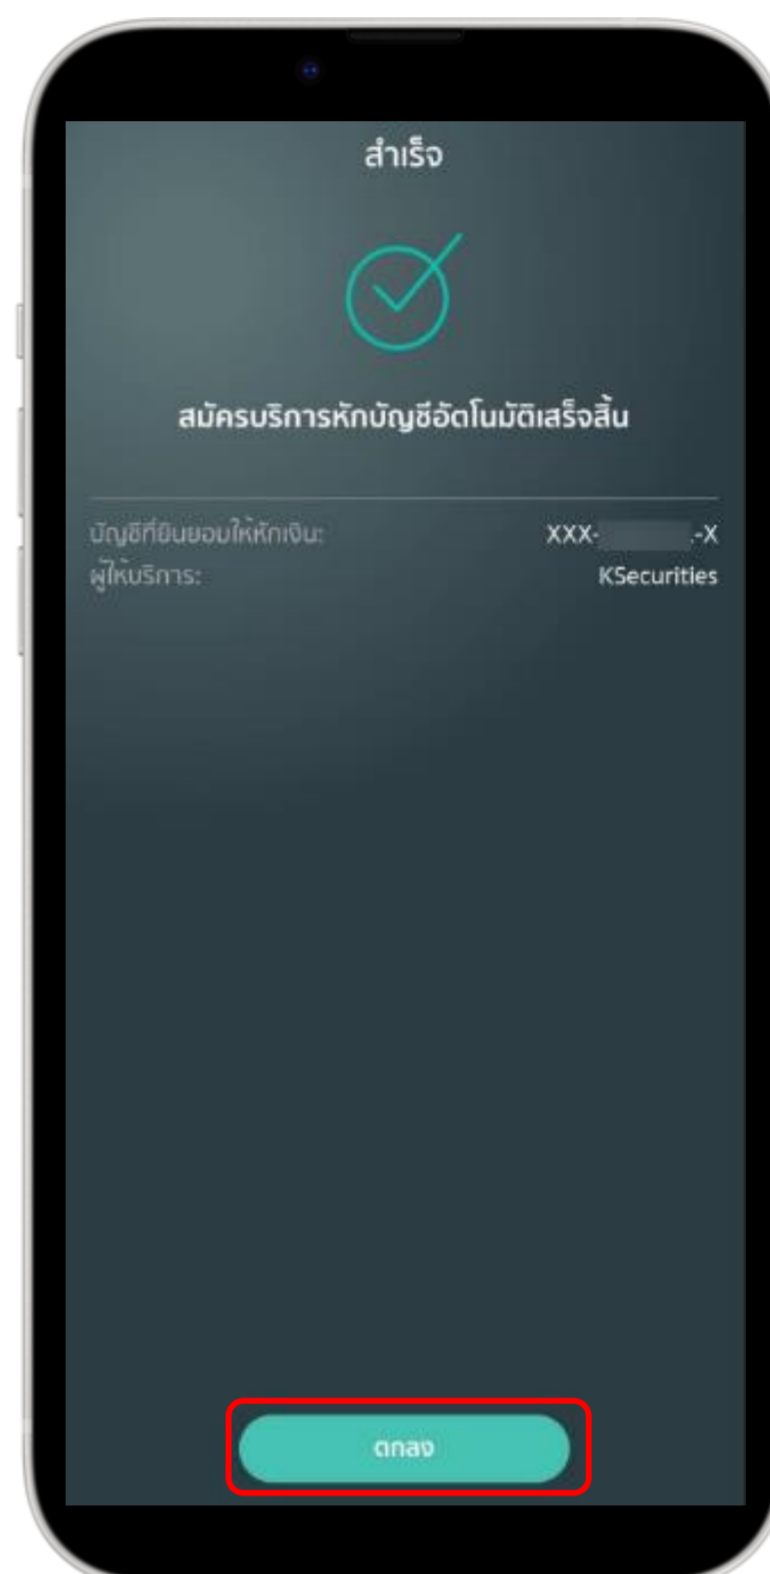 สำเร็จ
สมัครบริการหักบัญชีอัตโนมัติเสร็จสิ้น
บัญชีที่ยินยอมให้หักเงิน: XXX- -X
ผู้ให้บริการ: KSecurities
ตกลง